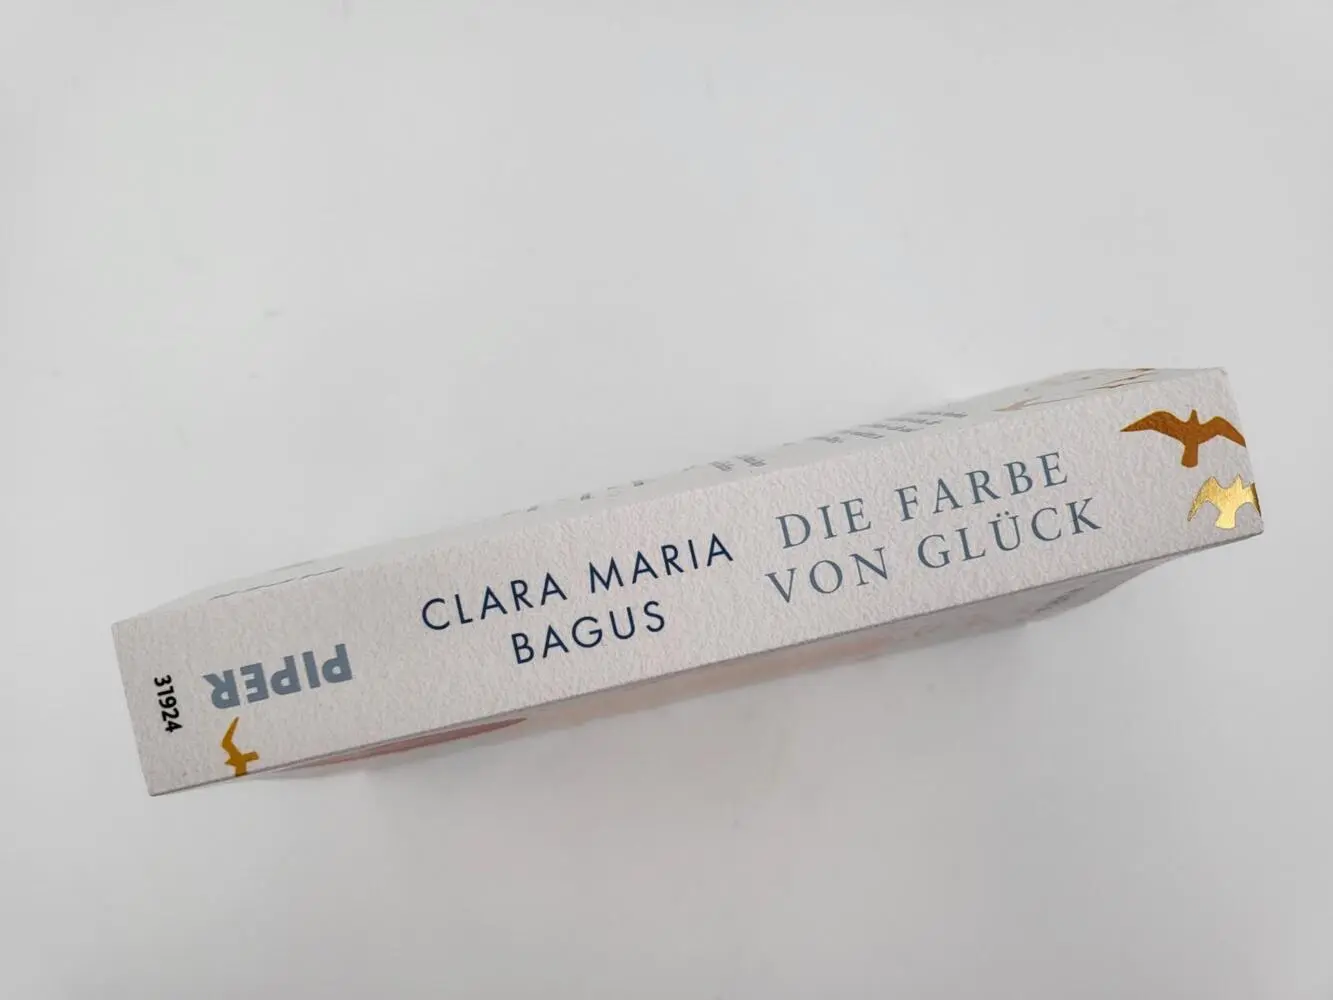 CLARA MARIA
BAGUS
DIE FARBE
VON GLÜCK
PIPER
31924